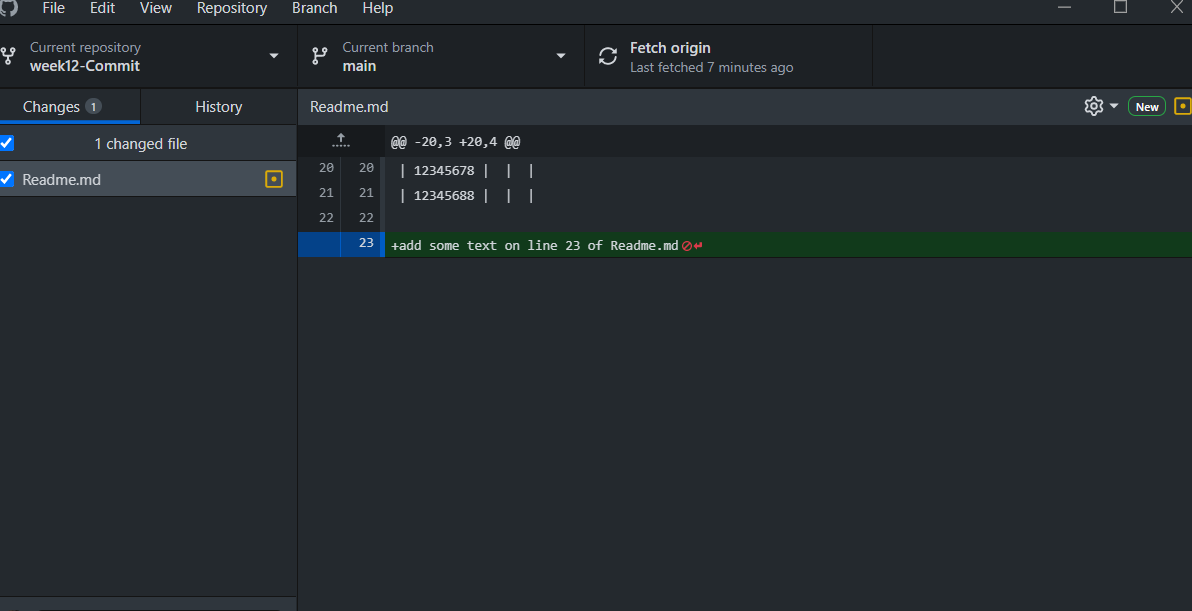 File Edit View Repository Branch Help
Current repository
week12-Commit
Current branch
main
Fetch origin
Last fetched 7 minutes ago
Changes 1 History
1 changed file
Readme.md
Readme.md
New
@@ -20,3 +20,4 @@
20 20 | 12345678 | | |
21 21 | 12345688 | | |
22 22
23 +add some text on line 23 of Readme.md